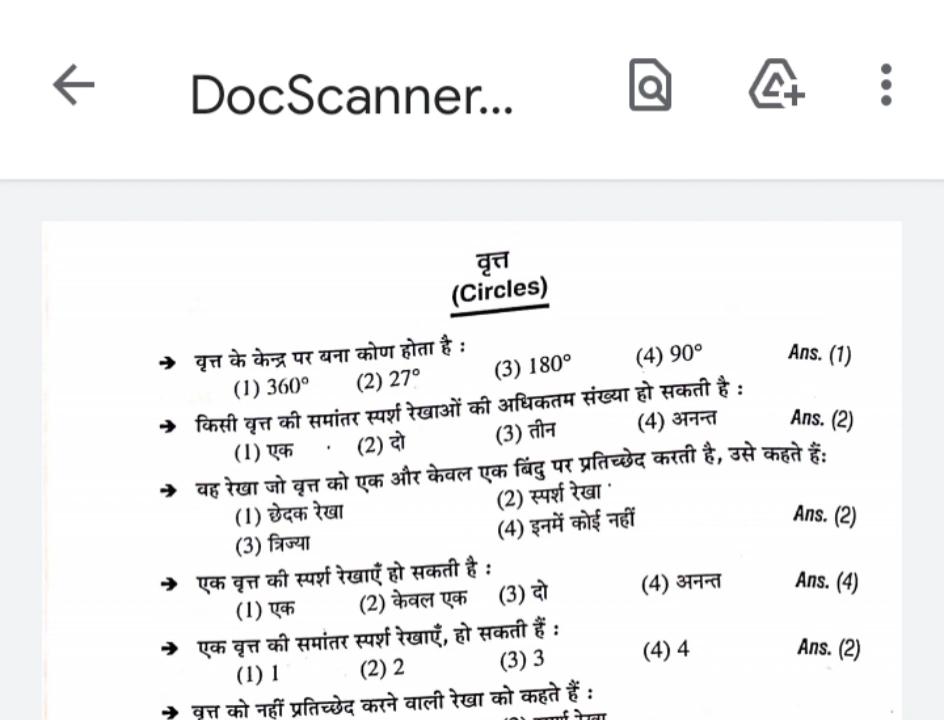 DocScanner...
वृत्त
(Circles)
➔ वृत्त के केन्द्र पर बना कोण होता है :
(1) 360° (2) 27° (3) 180° (4) 90° Ans. (1)
➔ किसी वृत्त की समांतर स्पर्श रेखाओं की अधिकतम संख्या हो सकती है :
(1) एक (2) दो (3) तीन (4) अनन्त Ans. (2)
➔ वह रेखा जो वृत्त को एक और केवल एक बिंदु पर प्रतिच्छेद करती है, उसे कहते हैं:
(1) छेदक रेखा (2) स्पर्श रेखा
(3) त्रिज्या (4) इनमें कोई नहीं Ans. (2)
➔ एक वृत्त की स्पर्श रेखाएँ हो सकती है :
(1) एक (2) केवल एक (3) दो (4) अनन्त Ans. (4)
➔ एक वृत्त की समांतर स्पर्श रेखाएँ, हो सकती हैं :
(1) 1 (2) 2 (3) 3 (4) 4 Ans. (2)
➔ वृत्त को नहीं प्रतिच्छेद करने वाली रेखा को कहते हैं :